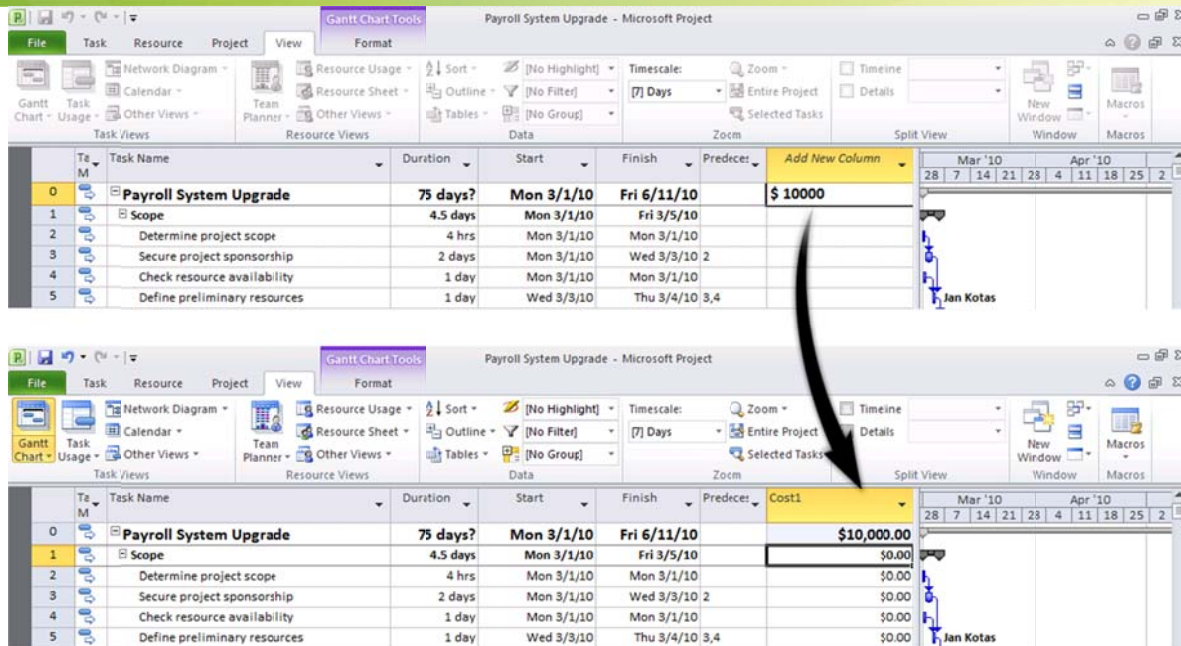 Gantt Chart Tools Payroll System Upgrade - Microsoft Project
File Task Resource Project View Format
Network Diagram Resource Usage Sort [No Highlight] Timescale: Zoom Timeine
Calendar Resource Sheet Outline [No Filter] [7] Days Entire Project Details
Gantt Chart Task Usage Other Views Team Planner Other Views Tables [No Group] Selected Tasks New Window Macros
Task Views Resource Views Data Zoom Split View Window Macros
Ta M Task Name Duration Start Finish Predeces Add New Column Mar '10 Apr '10
28 7 14 21 28 4 11 18 25 2
0 Payroll System Upgrade 75 days? Mon 3/1/10 Fri 6/11/10 $ 10000
1 Scope 4.5 days Mon 3/1/10 Fri 3/5/10
2 Determine project scope 4 hrs Mon 3/1/10 Mon 3/1/10
3 Secure project sponsorship 2 days Mon 3/1/10 Wed 3/3/10 2
4 Check resource availability 1 day Mon 3/1/10 Mon 3/1/10
5 Define preliminary resources 1 day Wed 3/3/10 Thu 3/4/10 3,4 Jan Kotas
Gantt Chart Tools Payroll System Upgrade - Microsoft Project
File Task Resource Project View Format
Network Diagram Resource Usage Sort [No Highlight] Timescale: Zoom Timeine
Calendar Resource Sheet Outline [No Filter] [7] Days Entire Project Details
Gantt Chart Task Usage Other Views Team Planner Other Views Tables [No Group] Selected Tasks New Window Macros
Task Views Resource Views Data Zoom Split View Window Macros
Ta M Task Name Duration Start Finish Predeces Cost1 Mar '10 Apr '10
28 7 14 21 28 4 11 18 25 2
0 Payroll System Upgrade 75 days? Mon 3/1/10 Fri 6/11/10 $10,000.00
1 Scope 4.5 days Mon 3/1/10 Fri 3/5/10 $0.00
2 Determine project scope 4 hrs Mon 3/1/10 Mon 3/1/10 $0.00
3 Secure project sponsorship 2 days Mon 3/1/10 Wed 3/3/10 2 $0.00
4 Check resource availability 1 day Mon 3/1/10 Mon 3/1/10 $0.00
5 Define preliminary resources 1 day Wed 3/3/10 Thu 3/4/10 3,4 $0.00 Jan Kotas